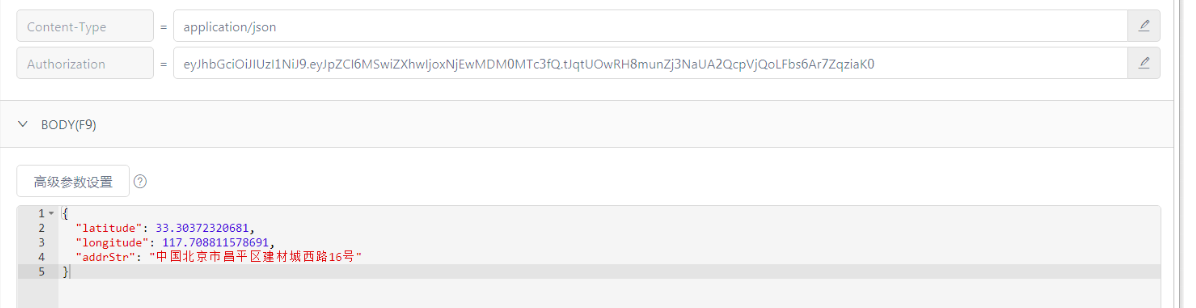 Content-Type = application/json
Authorization = eyJhbGciOiJIUzI1NiJ9.eyJpZCI6MSwiZXhwIjoxNjEwMDM0MTc3fQ.tJqtUOwRH8munZj3NaUA2QcpVjQoLFbs6Ar7ZqziaK0
BODY(F9)
高级参数设置 ?
1 {
2 "latitude": 33.30372320681,
3 "longitude": 117.708811578691,
4 "addrStr": "中国北京市昌平区建材城西路16号"
5 }